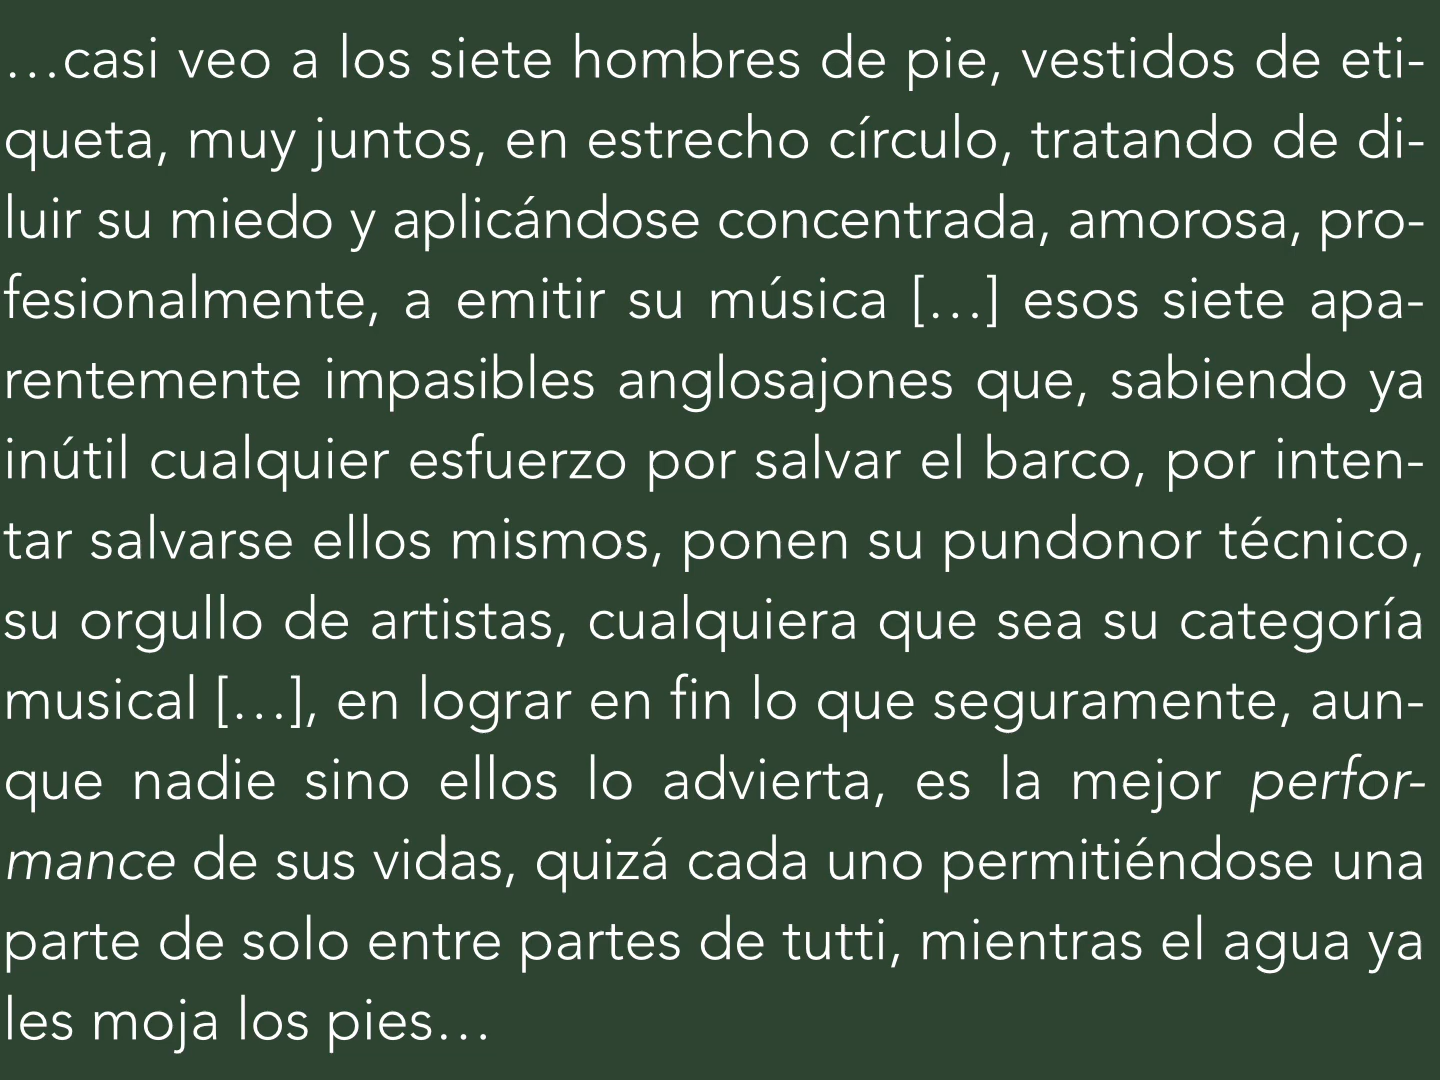 …casi veo a los siete hombres de pie, vestidos de eti-
queta, muy juntos, en estrecho círculo, tratando de di-
luir su miedo y aplicándose concentrada, amorosa, pro-
fesionalmente, a emitir su música […] esos siete apa-
rentemente impasibles anglosajones que, sabiendo ya
inútil cualquier esfuerzo por salvar el barco, por inten-
tar salvarse ellos mismos, ponen su pundonor técnico,
su orgullo de artistas, cualquiera que sea su categoría
musical […], en lograr en fin lo que seguramente, aun-
que nadie sino ellos lo advierta, es la mejor perfor-
mance de sus vidas, quizá cada uno permitiéndose una
parte de solo entre partes de tutti, mientras el agua ya
les moja los pies…